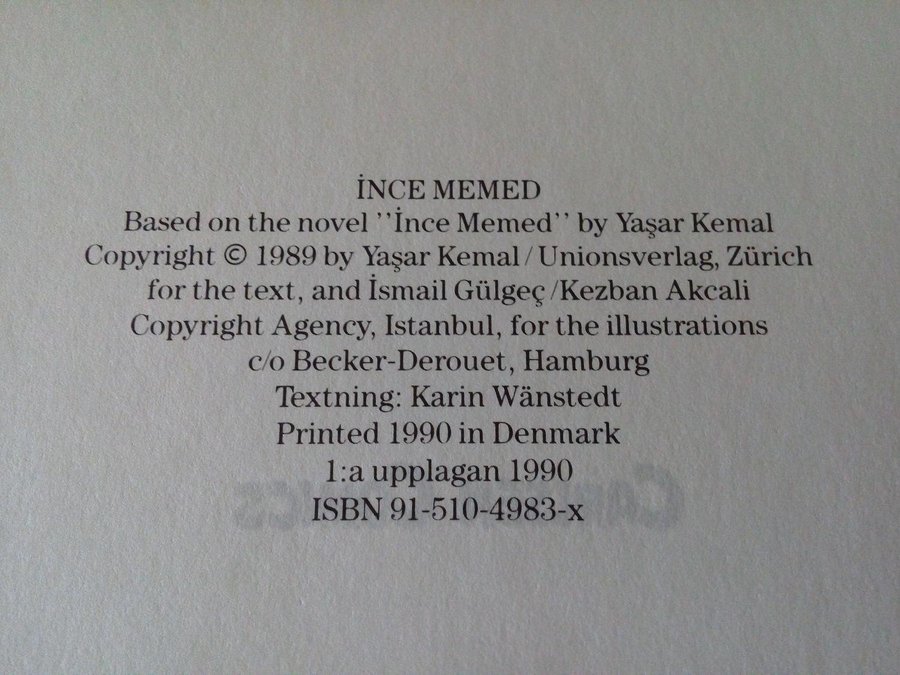 İNCE MEMED
Based on the novel ''İnce Memed'' by Yaşar Kemal
Copyright © 1989 by Yaşar Kemal / Unionsverlag, Zürich
for the text, and İsmail Gülgeç /Kezban Akcali
Copyright Agency, Istanbul, for the illustrations
c/o Becker-Derouet, Hamburg
Textning: Karin Wänstedt
Printed 1990 in Denmark
1:a upplagan 1990
ISBN 91-510-4983-x